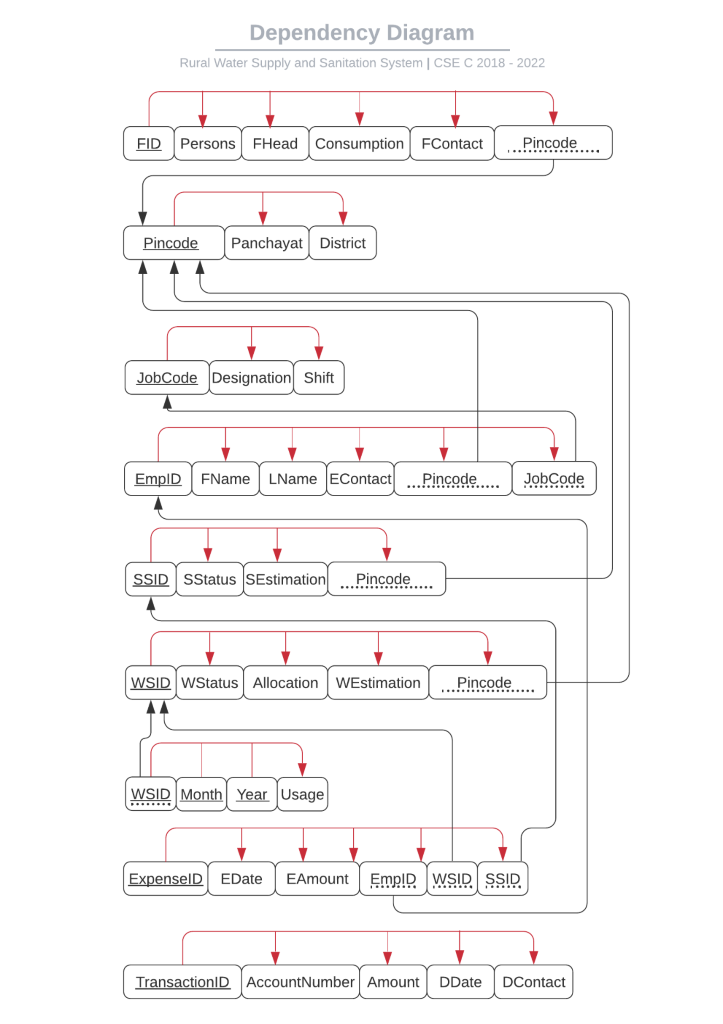 Dependency Diagram
Rural Water Supply and Sanitation System | CSE C 2018 - 2022
FID Persons FHead Consumption FContact Pincode
Pincode Panchayat District
JobCode Designation Shift
EmpID FName LName EContact Pincode JobCode
SSID SStatus SEstimation Pincode
WSID WStatus Allocation WEstimation Pincode
WSID Month Year Usage
ExpenseID EDate EAmount EmpID WSID SSID
TransactionID AccountNumber Amount DDate DContact